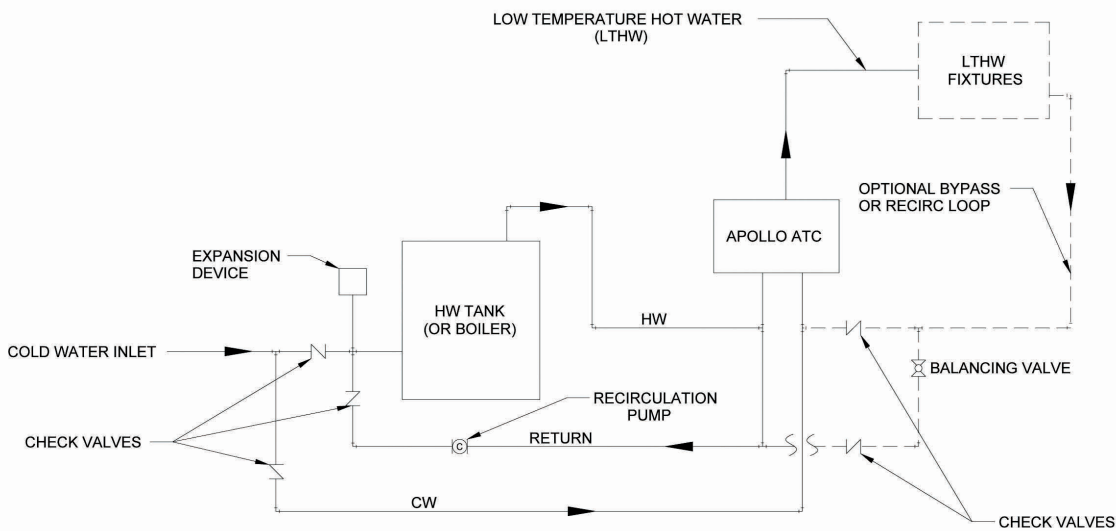 LOW TEMPERATURE HOT WATER
(LTHW)
LTHW
FIXTURES
OPTIONAL BYPASS
OR RECIRC LOOP
APOLLO ATC
EXPANSION
DEVICE
HW TANK
(OR BOILER)
HW
COLD WATER INLET
BALANCING VALVE
RECIRCULATION
PUMP
CHECK VALVES
C
RETURN
CW
CHECK VALVES